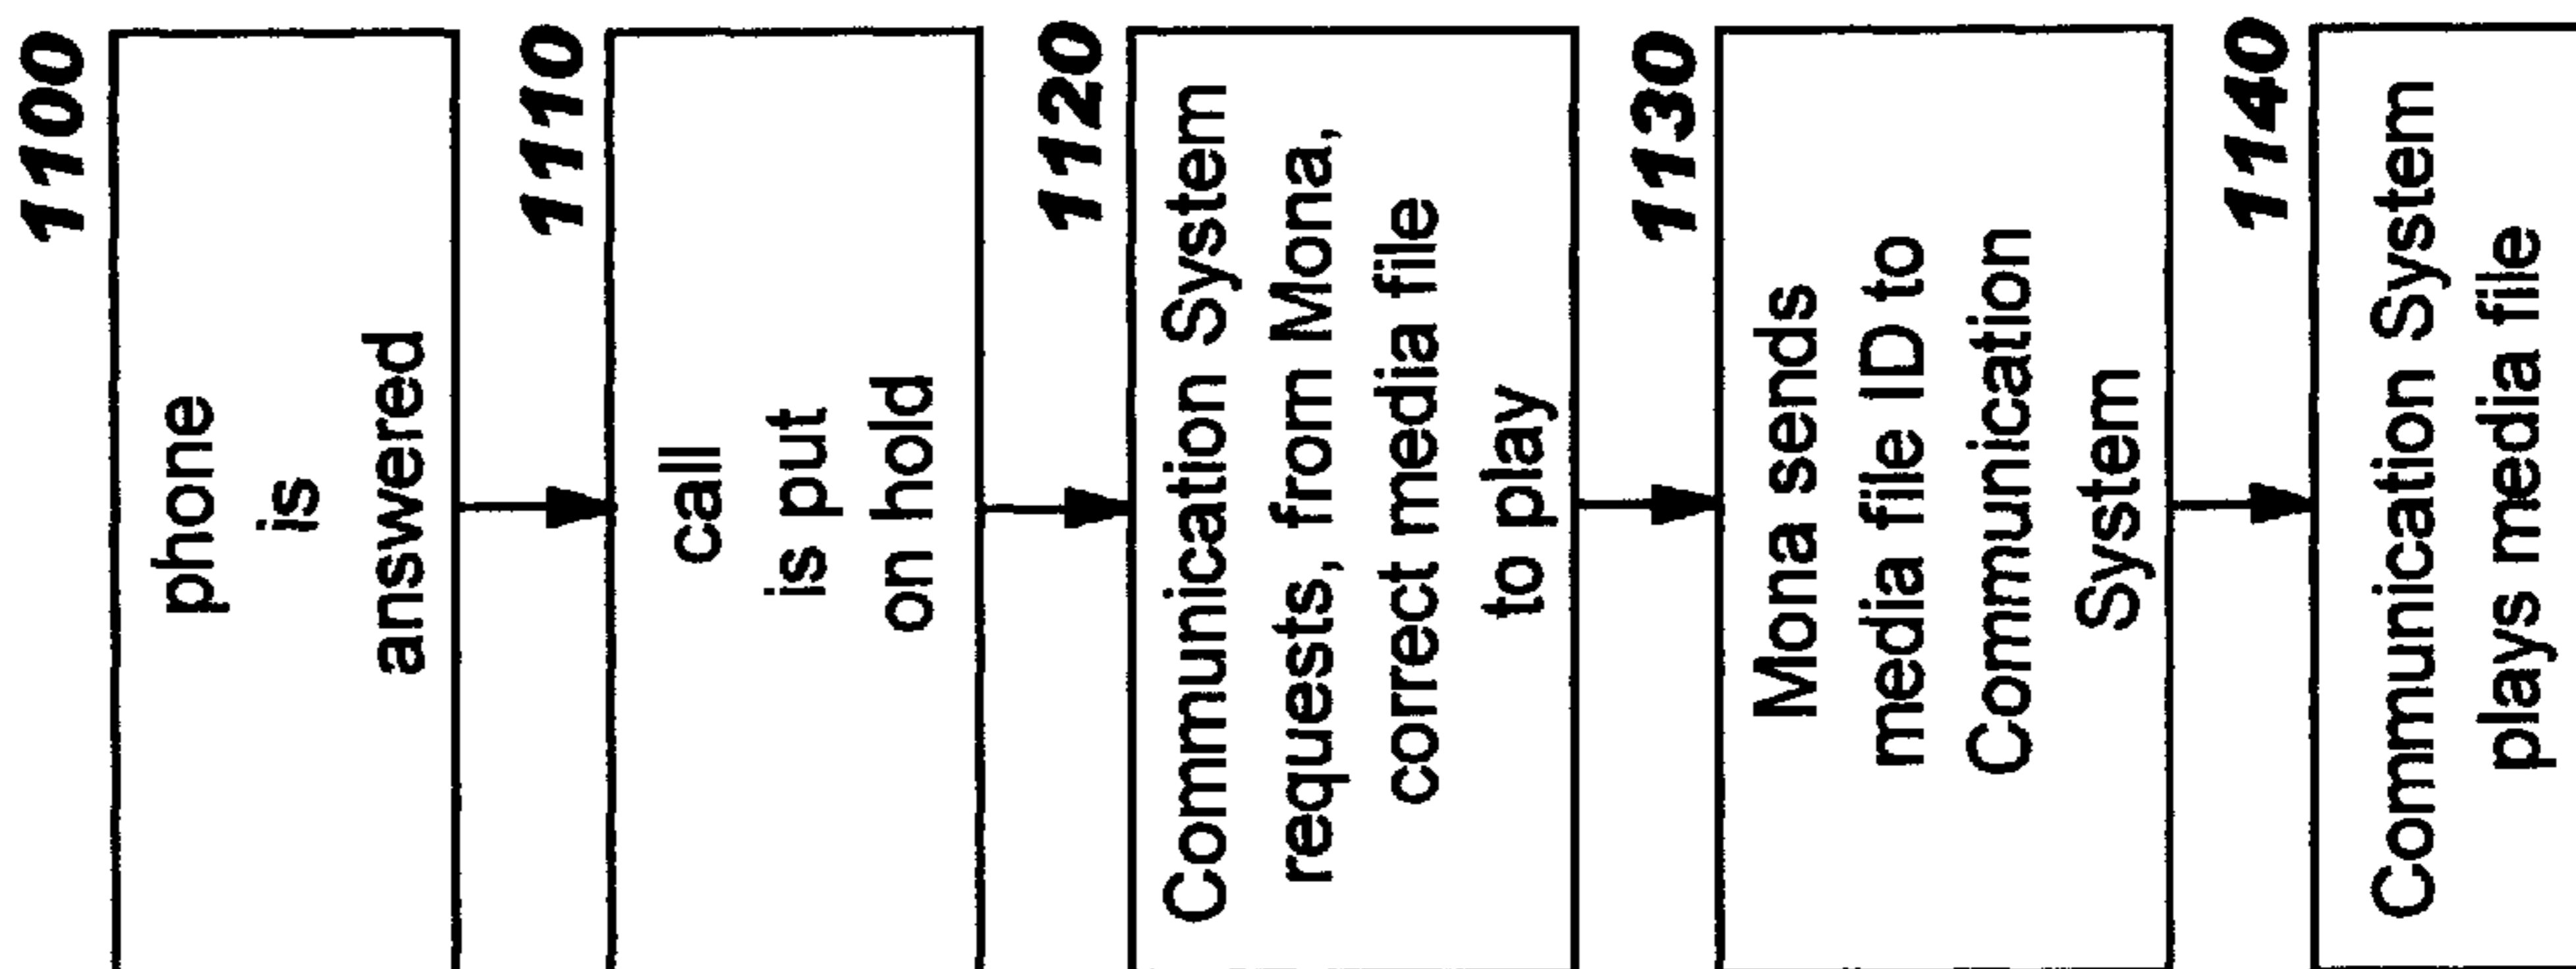 1100
phone
is
answered
1110
call
is put
on hold
1120
Communication System
requests, from Mona,
correct media file
to play
1130
Mona sends
media file ID to
Communication
System
1140
Communication System
plays media file